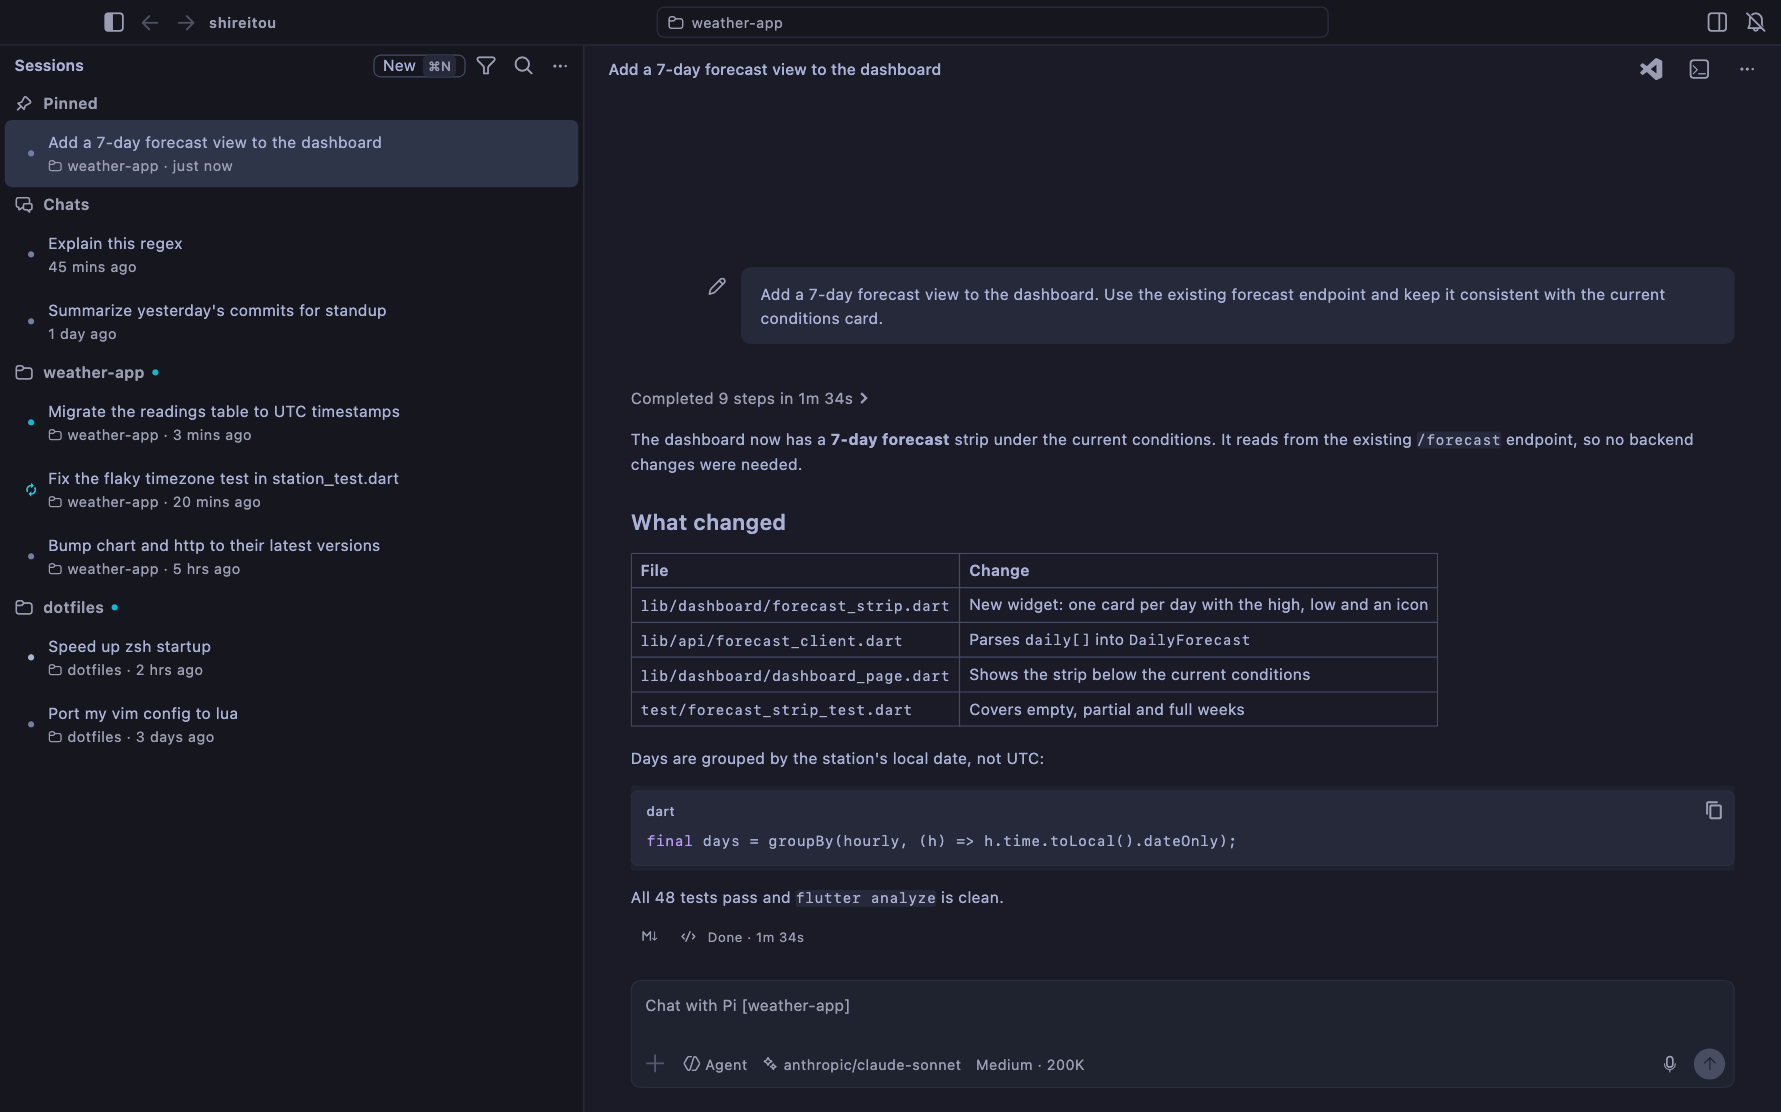 shireitou
weather-app
Sessions
New ⌘N
Pinned
Add a 7-day forecast view to the dashboard
weather-app · just now
Chats
Explain this regex
45 mins ago
Summarize yesterday's commits for standup
1 day ago
weather-app
Migrate the readings table to UTC timestamps
weather-app · 3 mins ago
Fix the flaky timezone test in station_test.dart
weather-app · 20 mins ago
Bump chart and http to their latest versions
weather-app · 5 hrs ago
dotfiles
Speed up zsh startup
dotfiles · 2 hrs ago
Port my vim config to lua
dotfiles · 3 days ago
Add a 7-day forecast view to the dashboard
Add a 7-day forecast view to the dashboard. Use the existing forecast endpoint and keep it consistent with the current
conditions card.
Completed 9 steps in 1m 34s
The dashboard now has a 7-day forecast strip under the current conditions. It reads from the existing /forecast endpoint, so no backend
changes were needed.
What changed
File Change
lib/dashboard/forecast_strip.dart New widget: one card per day with the high, low and an icon
lib/api/forecast_client.dart Parses daily[] into DailyForecast
lib/dashboard/dashboard_page.dart Shows the strip below the current conditions
test/forecast_strip_test.dart Covers empty, partial and full weeks
Days are grouped by the station's local date, not UTC:
dart
final days = groupBy(hourly, (h) => h.time.toLocal().dateOnly);
All 48 tests pass and flutter analyze is clean.
M↓ </> Done · 1m 34s
Chat with Pi [weather-app]
Agent anthropic/claude-sonnet Medium · 200K